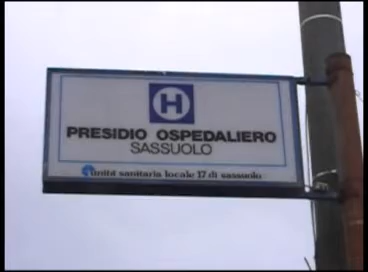 H
PRESIDIO OSPEDALIERO
SASSUOLO
unità sanitaria locale 17 di sassuolo